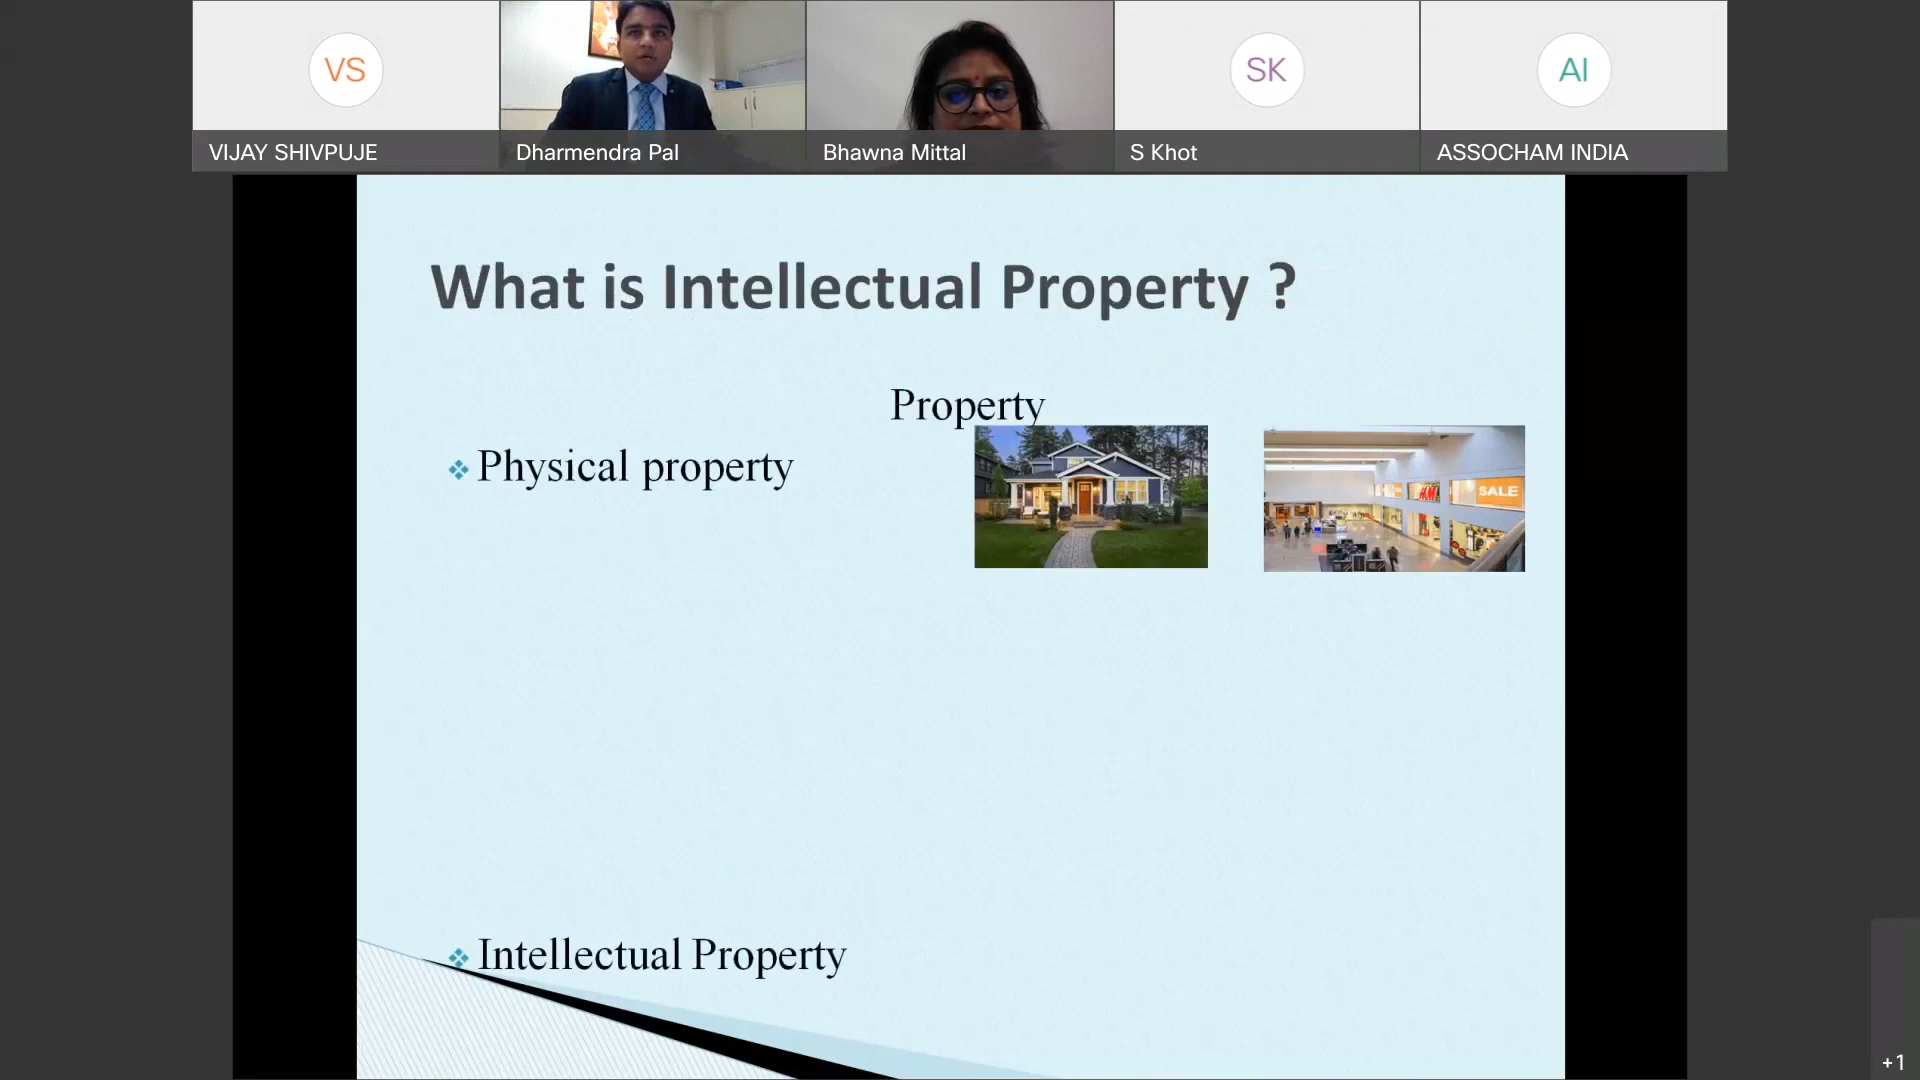 VS
SK
AI
VIJAY SHIVPUJE
Dharmendra Pal
Bhawna Mittal
S Khot
ASSOCHAM INDIA
What is Intellectual Property ?
Property
Physical property
H&M
SALE
Intellectual Property
+1